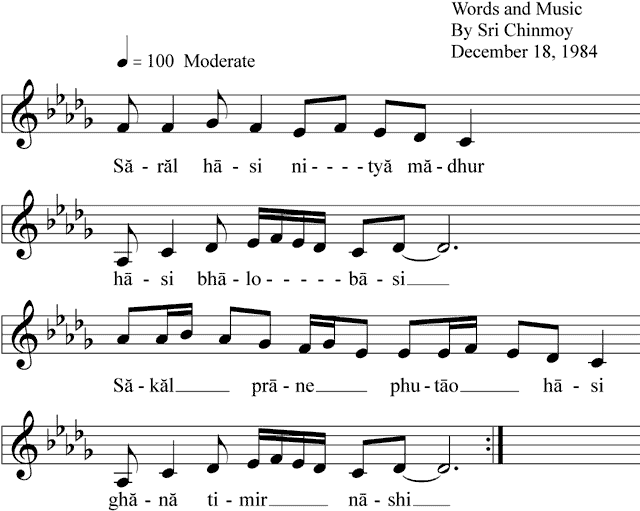 Words and Music
By Sri Chinmoy
December 18, 1984
= 100 Moderate
Să - răl hā - si ni - - - - tyă mă - dhur
hā - si bhā - lo - - - - - - bā - si
Să - kăl prā - ne phu - tāo hā - si
ghă - nă ti - mir nā - shi